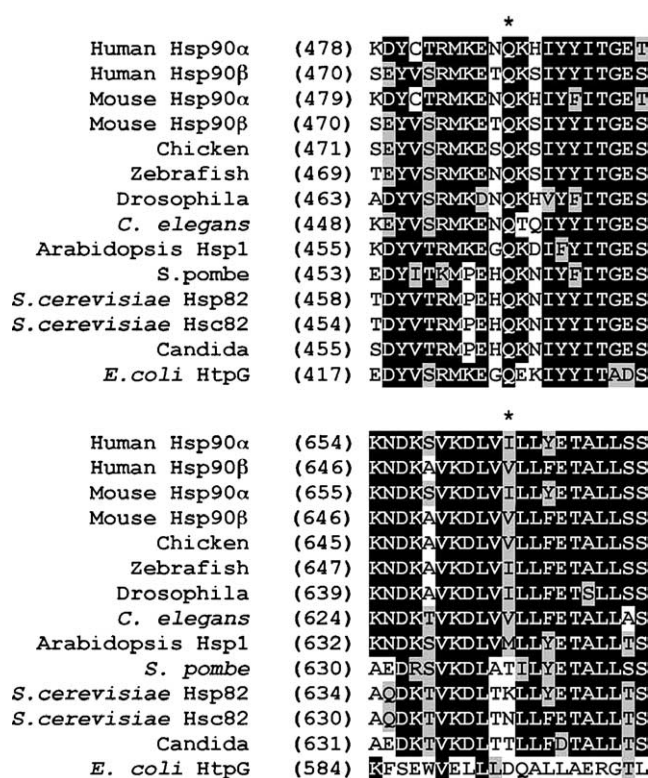 *
Human Hsp90α (478) KDYCTRMKENQKHIYYITGET
Human Hsp90β (470) SEYVSRMKETQKSIYYITGES
Mouse Hsp90α (479) KDYCTRMKENQKHIYFITGET
Mouse Hsp90β (470) SEYVSRMKETQKSIYYITGES
Chicken (471) SEYVSRMKESQKSIYYITGES
Zebrafish (469) TEYVSRMKENQKSIYYITGES
Drosophila (463) ADYVSRMKDNQKHVYFITGES
C. elegans (448) KEYVSRMKENQTQIYYITGES
Arabidopsis Hsp1 (455) KDYVTRMKEGQKDIFYITGES
S.pombe (453) EDYITKMPEHQKNIYFITGES
S.cerevisiae Hsp82 (458) TDYVTRMPEHQKNIYYITGES
S.cerevisiae Hsc82 (454) TDYVTRMPEHQKNIYYITGES
Candida (455) SDYVTRMPEHQKNIYYITGES
E.coli HtpG (417) EDYVSRMKEGQEKIYYITADS
*
Human Hsp90α (654) KNDKSVKDLVILLYETALLSS
Human Hsp90β (646) KNDKAVKDLVVLLFETALLSS
Mouse Hsp90α (655) KNDKSVKDLVILLYETALLSS
Mouse Hsp90β (646) KNDKAVKDLVVLLFETALLSS
Chicken (645) KNDKAVKDLVVLLFETALLSS
Zebrafish (647) KNDKAVKDLVILLFETALLSS
Drosophila (639) KNDKAVKDLVILLFETSLLSS
C. elegans (624) KNDKTVKDLVVLLFETALLAS
Arabidopsis Hsp1 (632) KNDKSVKDLVMLLYETALLTS
S. pombe (630) AEDRSVKDLATILYETALLSS
S.cerevisiae Hsp82 (634) AQDKTVKDLTKLLYETALLTS
S.cerevisiae Hsc82 (630) AQDKTVKDLTNLLFETALLTS
Candida (631) AEDKTVKDLTTLLFDTALLTS
E. coli HtpG (584) KFSEWVELLLDQALLAERGTL